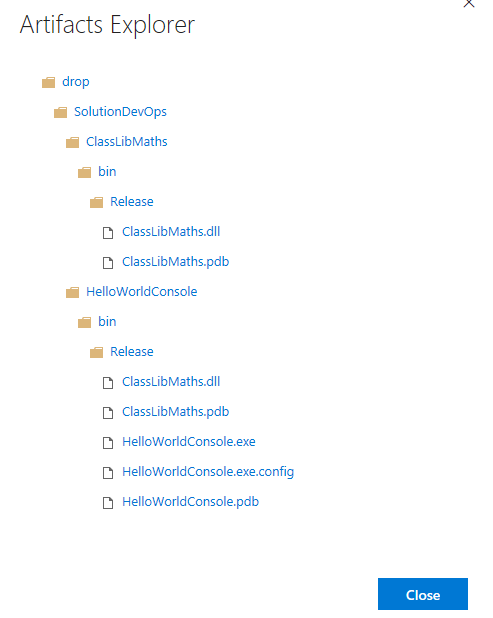 Artifacts Explorer
drop
SolutionDevOps
ClassLibMaths
bin
Release
ClassLibMaths.dll
ClassLibMaths.pdb
HelloWorldConsole
bin
Release
ClassLibMaths.dll
ClassLibMaths.pdb
HelloWorldConsole.exe
HelloWorldConsole.exe.config
HelloWorldConsole.pdb
Close